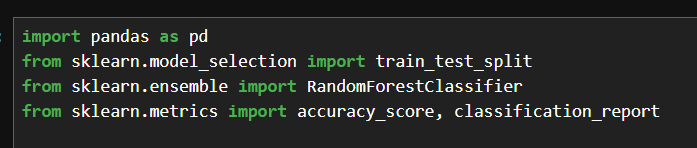 import pandas as pd
from sklearn.model_selection import train_test_split
from sklearn.ensemble import RandomForestClassifier
from sklearn.metrics import accuracy_score, classification_report